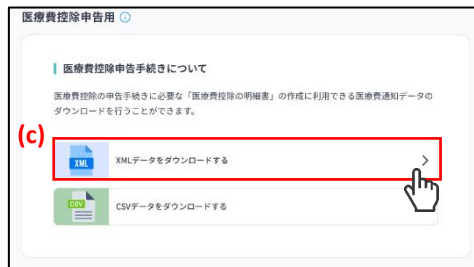 医療費控除申告用
医療費控除申告手続きについて
医療費控除の申告手続きに必要な「医療費控除の明細書」の作成に利用できる医療費通知データの
ダウンロードを行うことができます。
(c)
XML XMLデータをダウンロードする
CSV CSVデータをダウンロードする